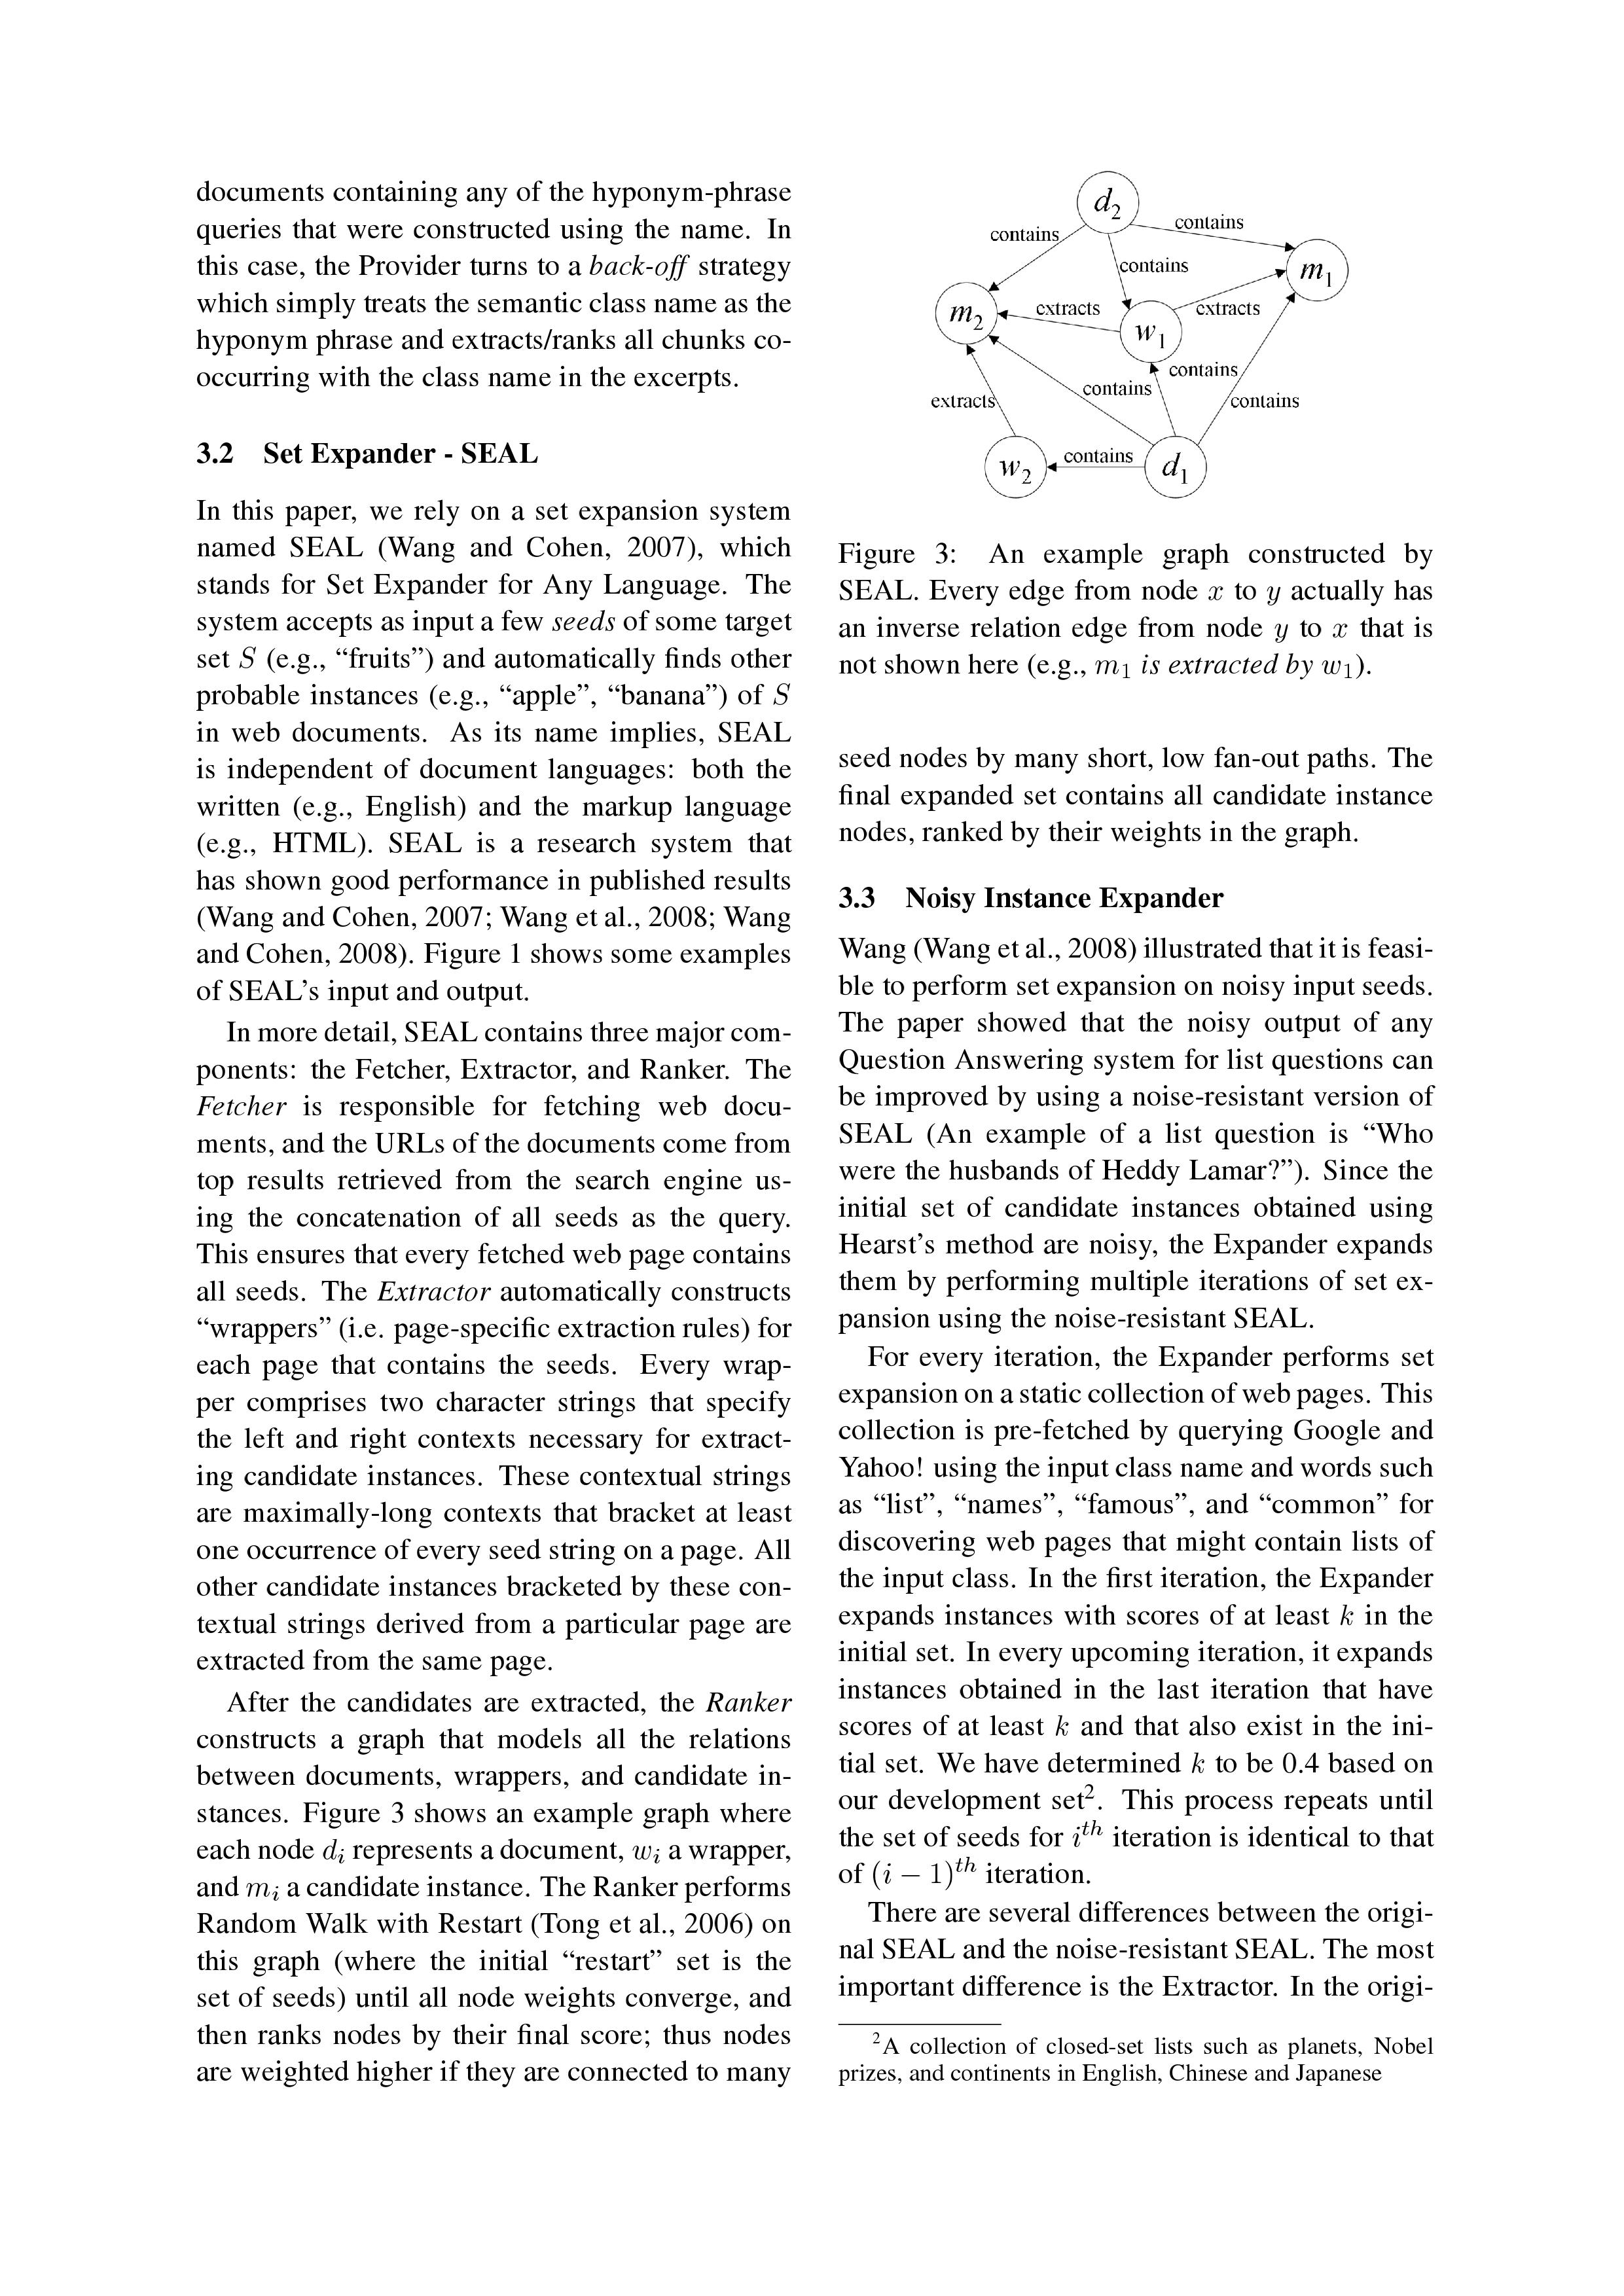 documents containing any of the hyponym-phrase
queries that were constructed using the name. In
this case, the Provider turns to a back-off strategy
which simply treats the semantic class name as the
hyponym phrase and extracts/ranks all chunks co-
occurring with the class name in the excerpts.
3.2 Set Expander - SEAL
In this paper, we rely on a set expansion system
named SEAL (Wang and Cohen, 2007), which
stands for Set Expander for Any Language. The
system accepts as input a few seeds of some target
set S (e.g., “fruits”) and automatically finds other
probable instances (e.g., “apple”, “banana”) of S
in web documents. As its name implies, SEAL
is independent of document languages: both the
written (e.g., English) and the markup language
(e.g., HTML). SEAL is a research system that
has shown good performance in published results
(Wang and Cohen, 2007; Wang et al., 2008; Wang
and Cohen, 2008). Figure 1 shows some examples
of SEAL’s input and output.
In more detail, SEAL contains three major com-
ponents: the Fetcher, Extractor, and Ranker. The
Fetcher is responsible for fetching web docu-
ments, and the URLs of the documents come from
top results retrieved from the search engine us-
ing the concatenation of all seeds as the query.
This ensures that every fetched web page contains
all seeds. The Extractor automatically constructs
“wrappers” (i.e. page-specific extraction rules) for
each page that contains the seeds. Every wrap-
per comprises two character strings that specify
the left and right contexts necessary for extract-
ing candidate instances. These contextual strings
are maximally-long contexts that bracket at least
one occurrence of every seed string on a page. All
other candidate instances bracketed by these con-
textual strings derived from a particular page are
extracted from the same page.
After the candidates are extracted, the Ranker
constructs a graph that models all the relations
between documents, wrappers, and candidate in-
stances. Figure 3 shows an example graph where
each node d_i represents a document, w_i a wrapper,
and m_i a candidate instance. The Ranker performs
Random Walk with Restart (Tong et al., 2006) on
this graph (where the initial “restart” set is the
set of seeds) until all node weights converge, and
then ranks nodes by their final score; thus nodes
are weighted higher if they are connected to many
d_2
contains
contains
contains
m_1
m_2
extracts
extracts
w_1
contains
contains
extracts
contains
w_2
contains
d_1
Figure 3: An example graph constructed by
SEAL. Every edge from node x to y actually has
an inverse relation edge from node y to x that is
not shown here (e.g., m_1 is extracted by w_1).
seed nodes by many short, low fan-out paths. The
final expanded set contains all candidate instance
nodes, ranked by their weights in the graph.
3.3 Noisy Instance Expander
Wang (Wang et al., 2008) illustrated that it is feasi-
ble to perform set expansion on noisy input seeds.
The paper showed that the noisy output of any
Question Answering system for list questions can
be improved by using a noise-resistant version of
SEAL (An example of a list question is “Who
were the husbands of Heddy Lamar?”). Since the
initial set of candidate instances obtained using
Hearst’s method are noisy, the Expander expands
them by performing multiple iterations of set ex-
pansion using the noise-resistant SEAL.
For every iteration, the Expander performs set
expansion on a static collection of web pages. This
collection is pre-fetched by querying Google and
Yahoo! using the input class name and words such
as “list”, “names”, “famous”, and “common” for
discovering web pages that might contain lists of
the input class. In the first iteration, the Expander
expands instances with scores of at least k in the
initial set. In every upcoming iteration, it expands
instances obtained in the last iteration that have
scores of at least k and that also exist in the ini-
tial set. We have determined k to be 0.4 based on
our development set². This process repeats until
the set of seeds for i^th iteration is identical to that
of (i − 1)^th iteration.
There are several differences between the origi-
nal SEAL and the noise-resistant SEAL. The most
important difference is the Extractor. In the origi-
²A collection of closed-set lists such as planets, Nobel
prizes, and continents in English, Chinese and Japanese